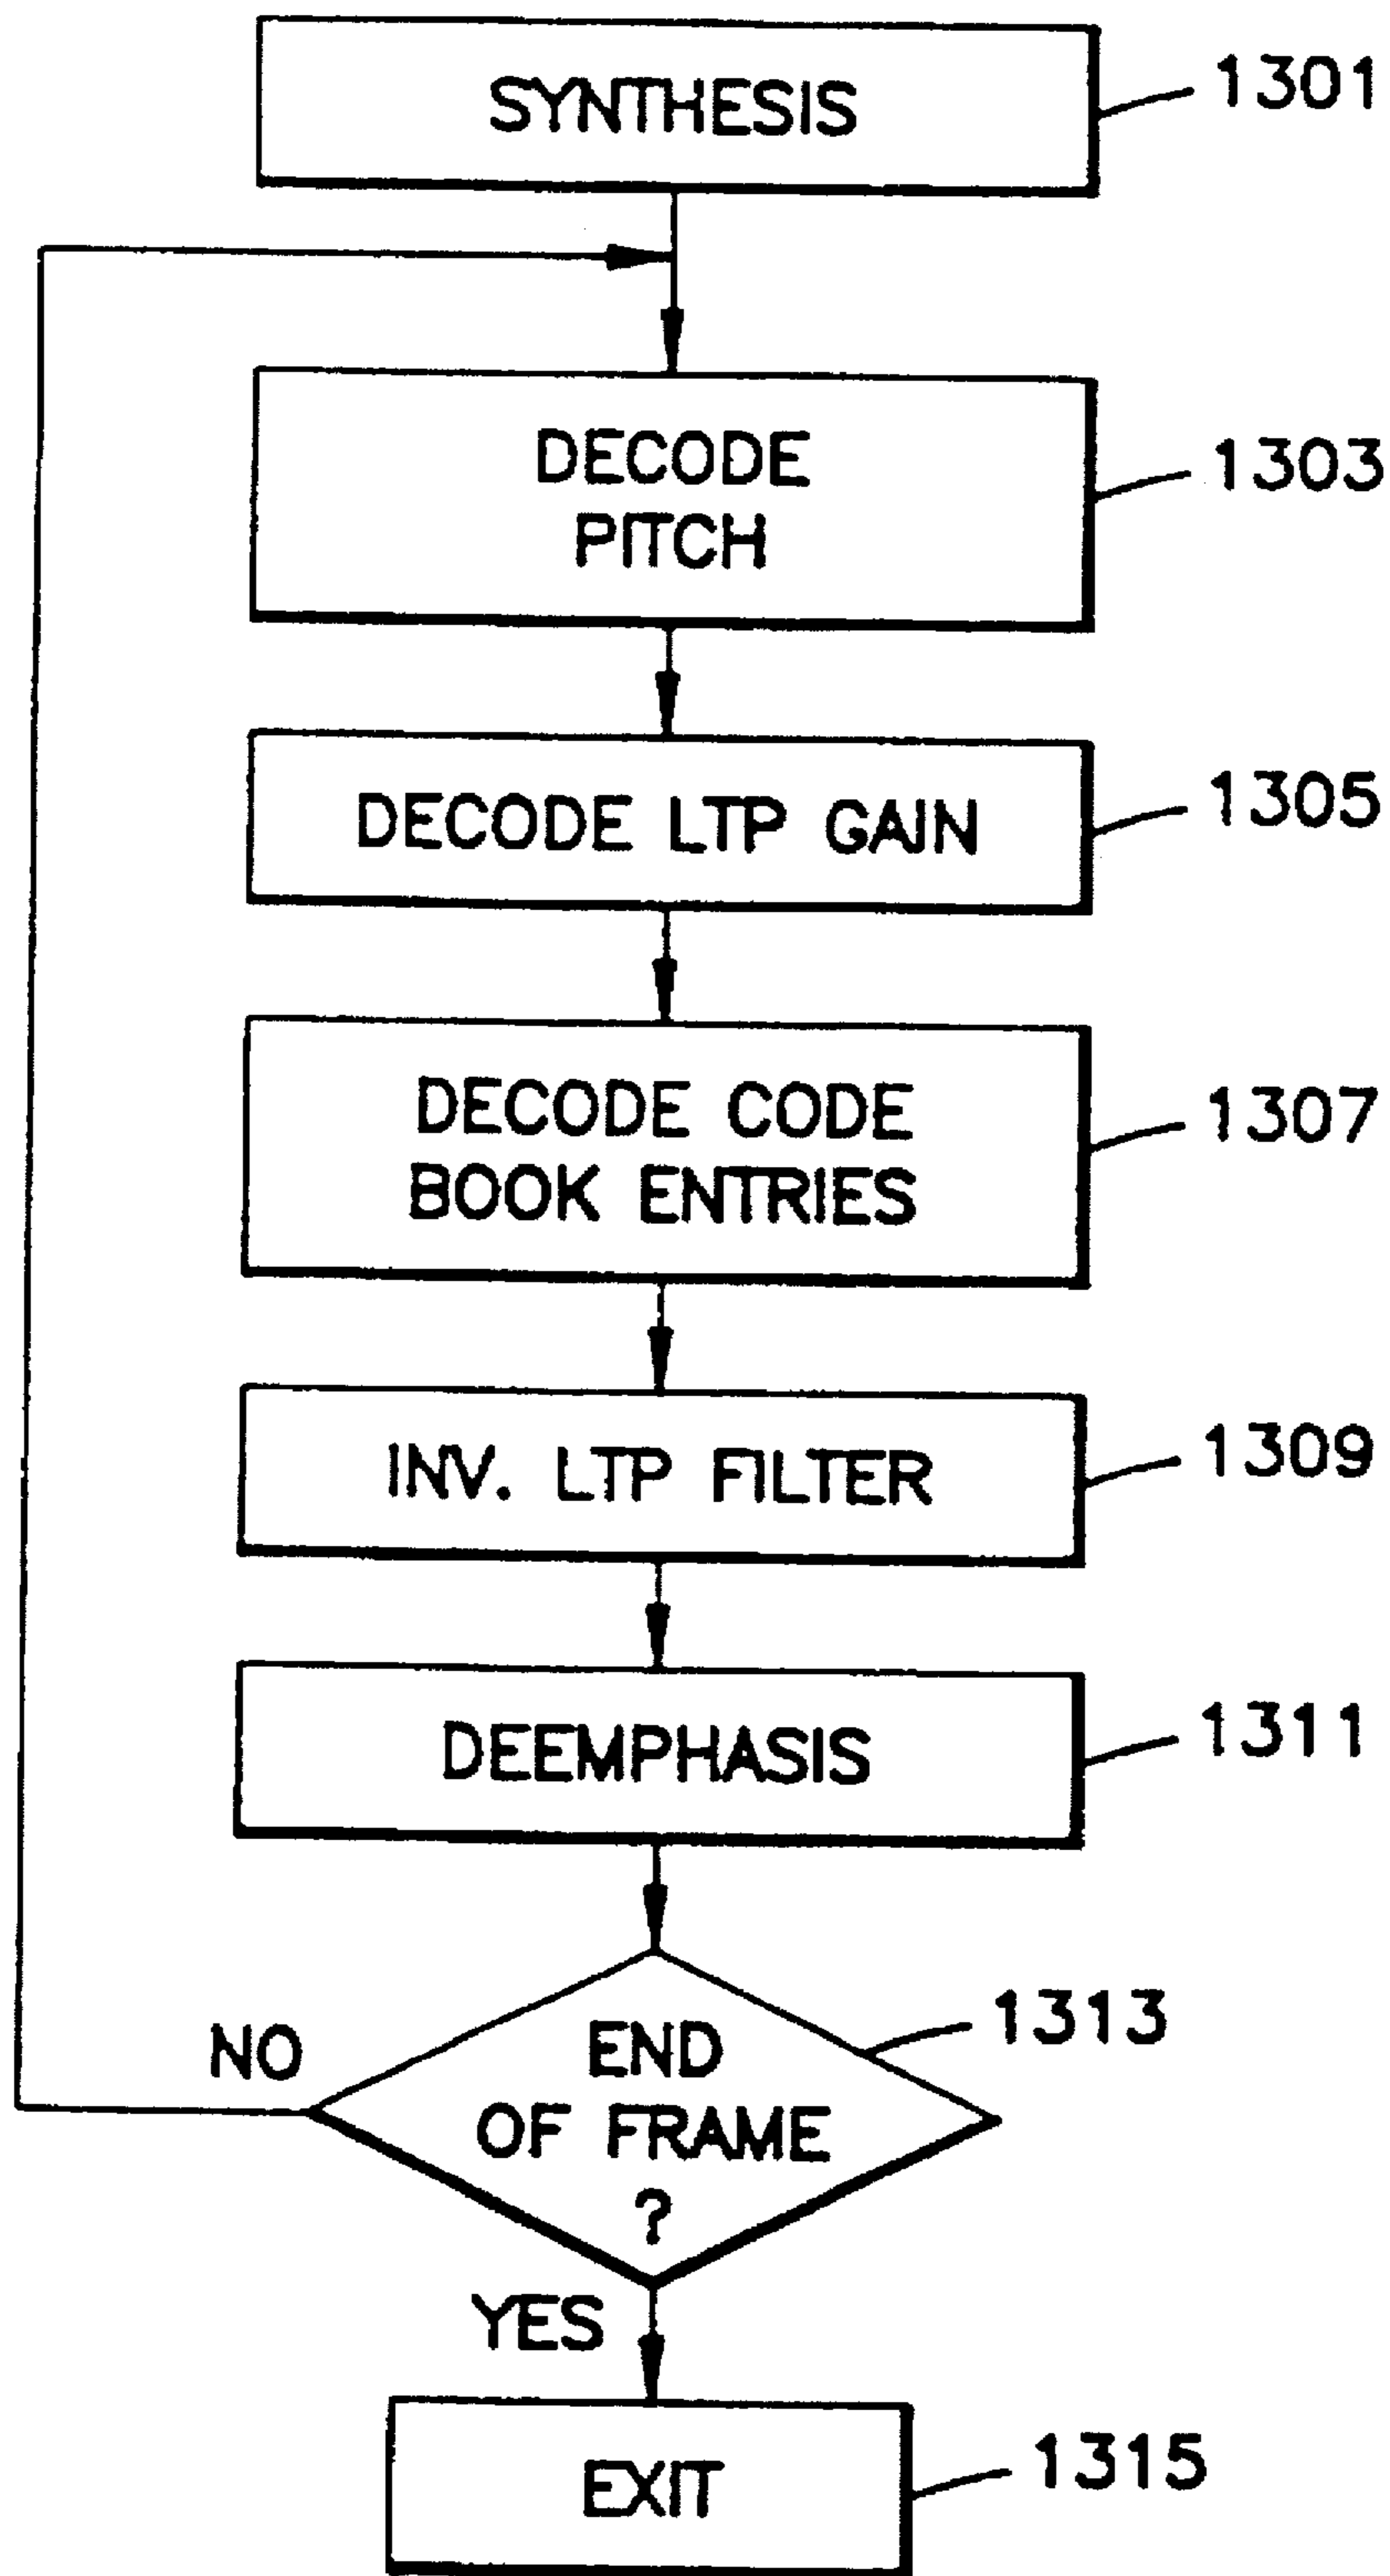 SYNTHESIS
1301
DECODE
PITCH
1303
DECODE LTP GAIN
1305
DECODE CODE
BOOK ENTRIES
1307
INV. LTP FILTER
1309
DEEMPHASIS
1311
NO
END
OF FRAME
?
1313
YES
EXIT
1315